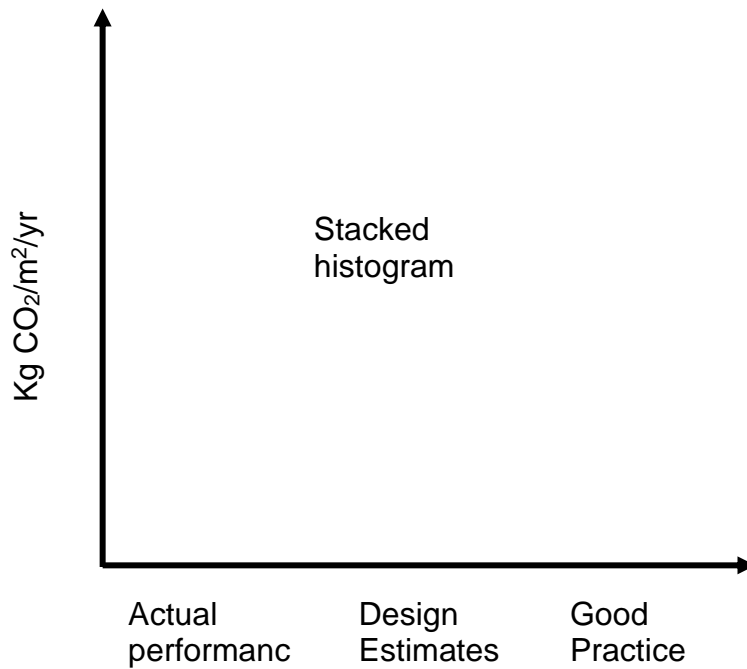 Kg CO₂/m²/yr
Stacked
histogram
Actual
performanc
Design
Estimates
Good
Practice